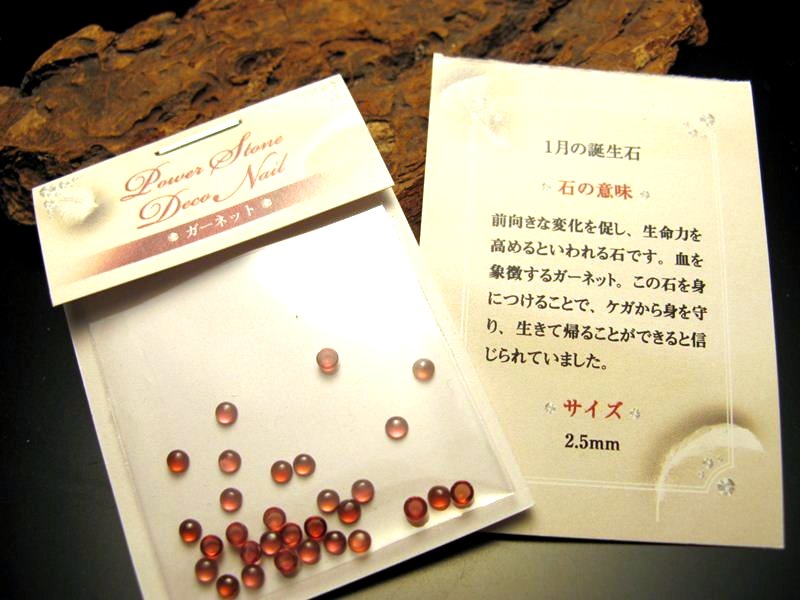 Power Stone
Deco Nail
ガーネット
1月の誕生石
石の意味
前向きな変化を促し、生命力を
高めるといわれる石です。血を
象徴するガーネット。この石を身
につけることで、ケガから身を守
り、生きて帰ることができると信
じられていました。
サイズ
2.5mm